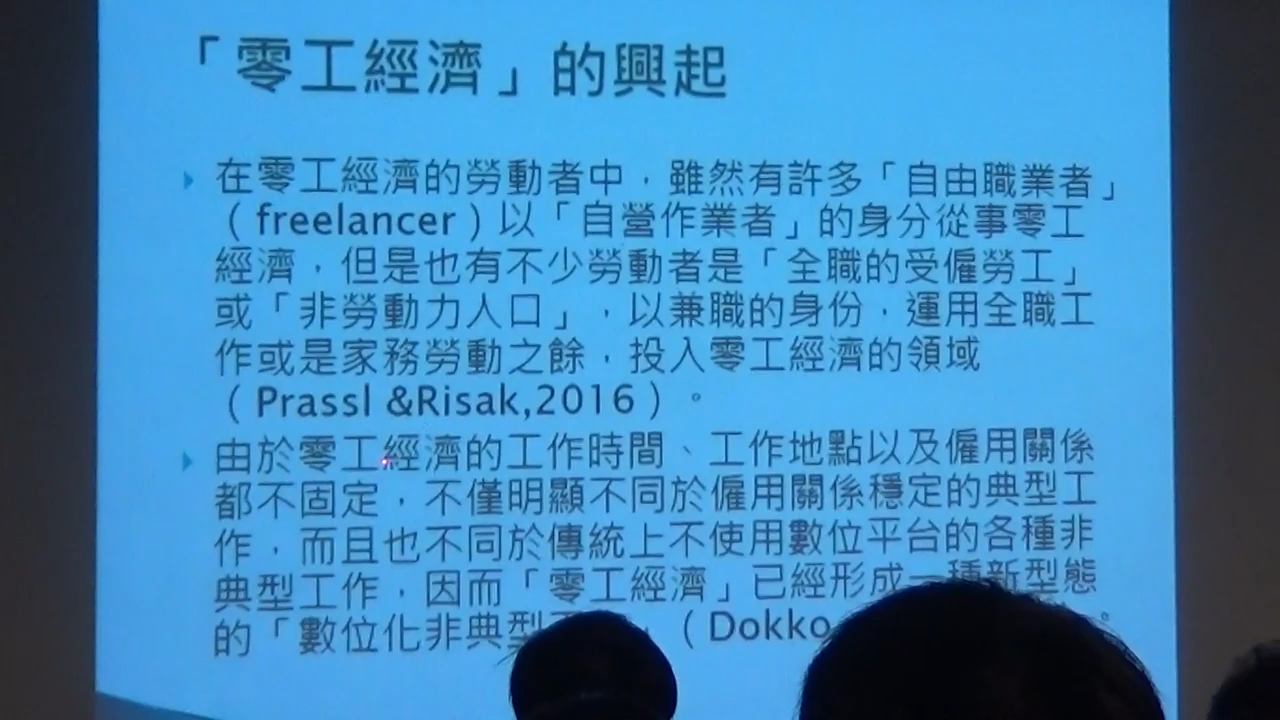 「零工經濟」的興起
在零工經濟的勞動者中，雖然有許多「自由職業者」
（freelancer）以「自營作業者」的身分從事零工
經濟，但是也有不少勞動者是「全職的受僱勞工」
或「非勞動力人口」，以兼職的身份，運用全職工
作或是家務勞動之餘，投入零工經濟的領域
（Prassl &Risak,2016）。
由於零工經濟的工作時間、工作地點以及僱用關係
都不固定，不僅明顯不同於僱用關係穩定的典型工
作，而且也不同於傳統上不使用數位平台的各種非
典型工作，因而「零工經濟」已經形成一種新型態
的「數位化非典型」（Dokko 。